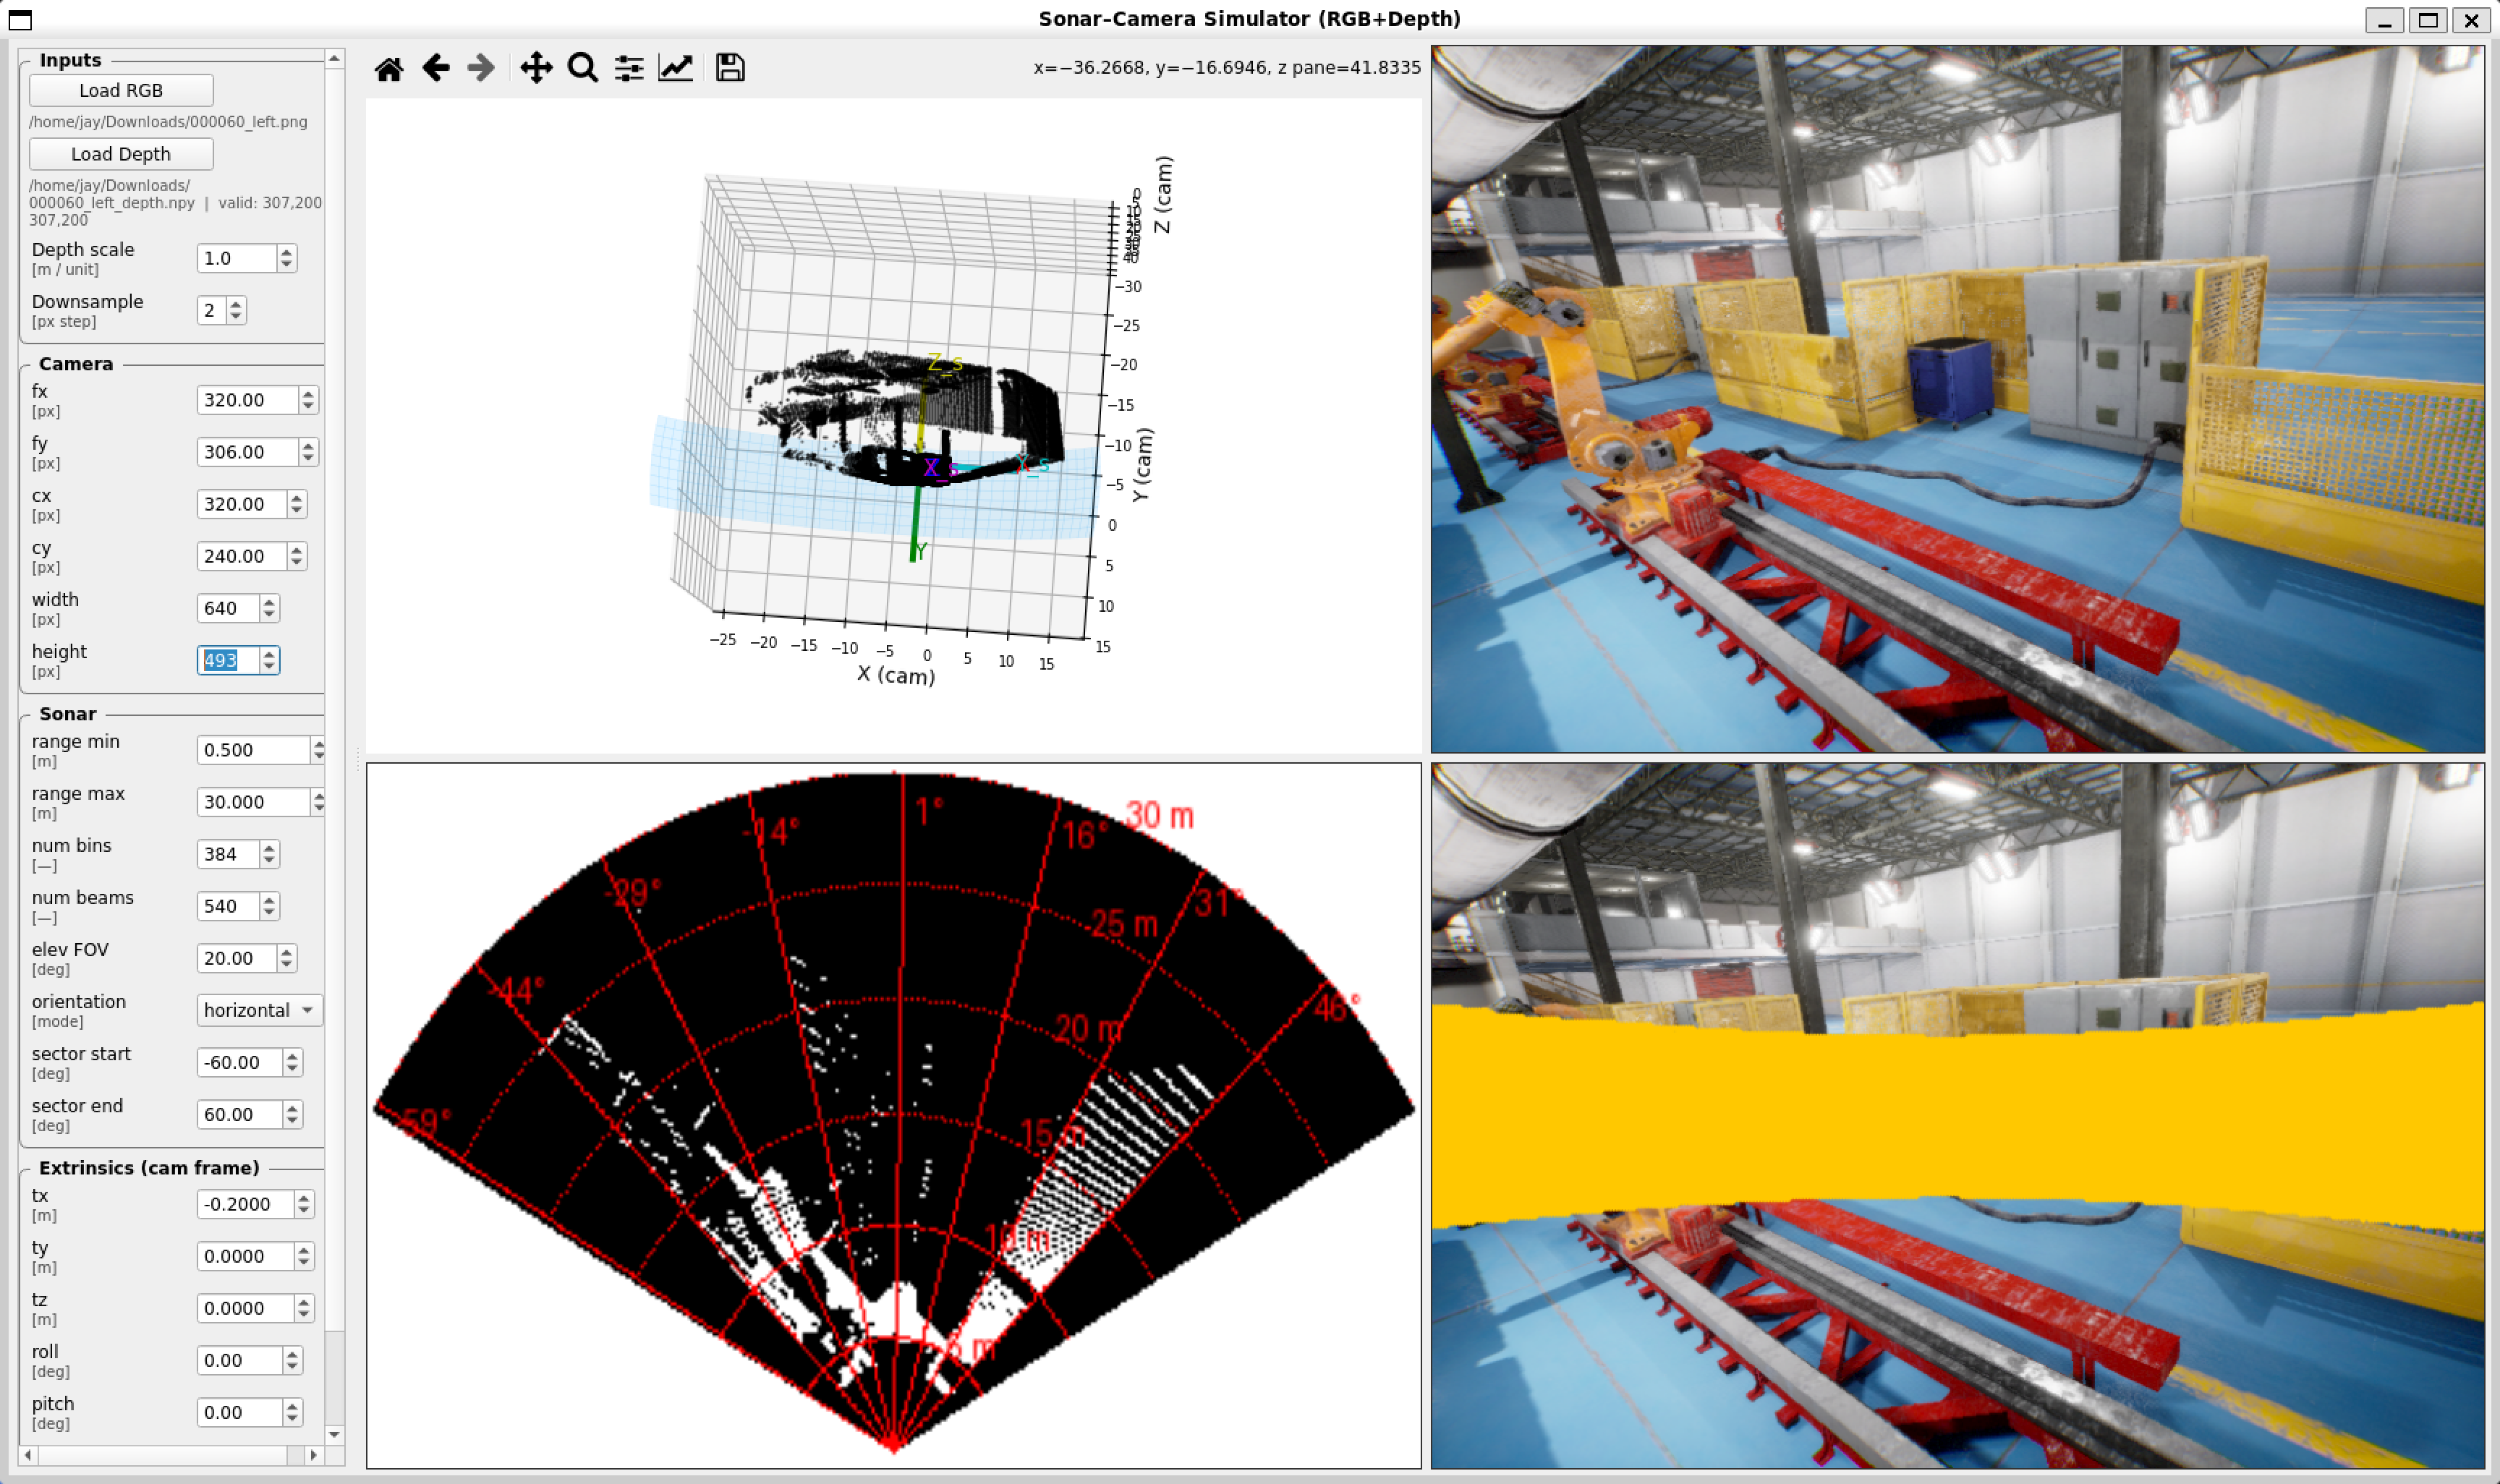 Sonar-Camera Simulator (RGB+Depth)
Inputs
Load RGB
/home/jay/Downloads/000060_left.png
Load Depth
/home/jay/Downloads/
000060_left_depth.npy | valid: 307,200
307,200
Depth scale
[m / unit]
1.0
Downsample
[px step]
2
Camera
fx
[px]
320.00
fy
[px]
306.00
cx
[px]
320.00
cy
[px]
240.00
width
[px]
640
height
[px]
493
Sonar
range min
[m]
0.500
range max
[m]
30.000
num bins
[—]
384
num beams
[—]
540
elev FOV
[deg]
20.00
orientation
[mode]
horizontal
sector start
[deg]
-60.00
sector end
[deg]
60.00
Extrinsics (cam frame)
tx
[m]
-0.2000
ty
[m]
0.0000
tz
[m]
0.0000
roll
[deg]
0.00
pitch
[deg]
0.00
x=−36.2668, y=−16.6946, z pane=41.8335
Z (cam)
0
40
−30
−25
−20
−15
−10
−5
0
5
10
15
Y (cam)
−25
−20
−15
−10
−5
0
5
10
15
X (cam)
Z_s
X_s
Y
-59°
-44°
-29°
-14°
1°
16°
31°
46°
30 m
25 m
20 m
15 m
10 m
5 m